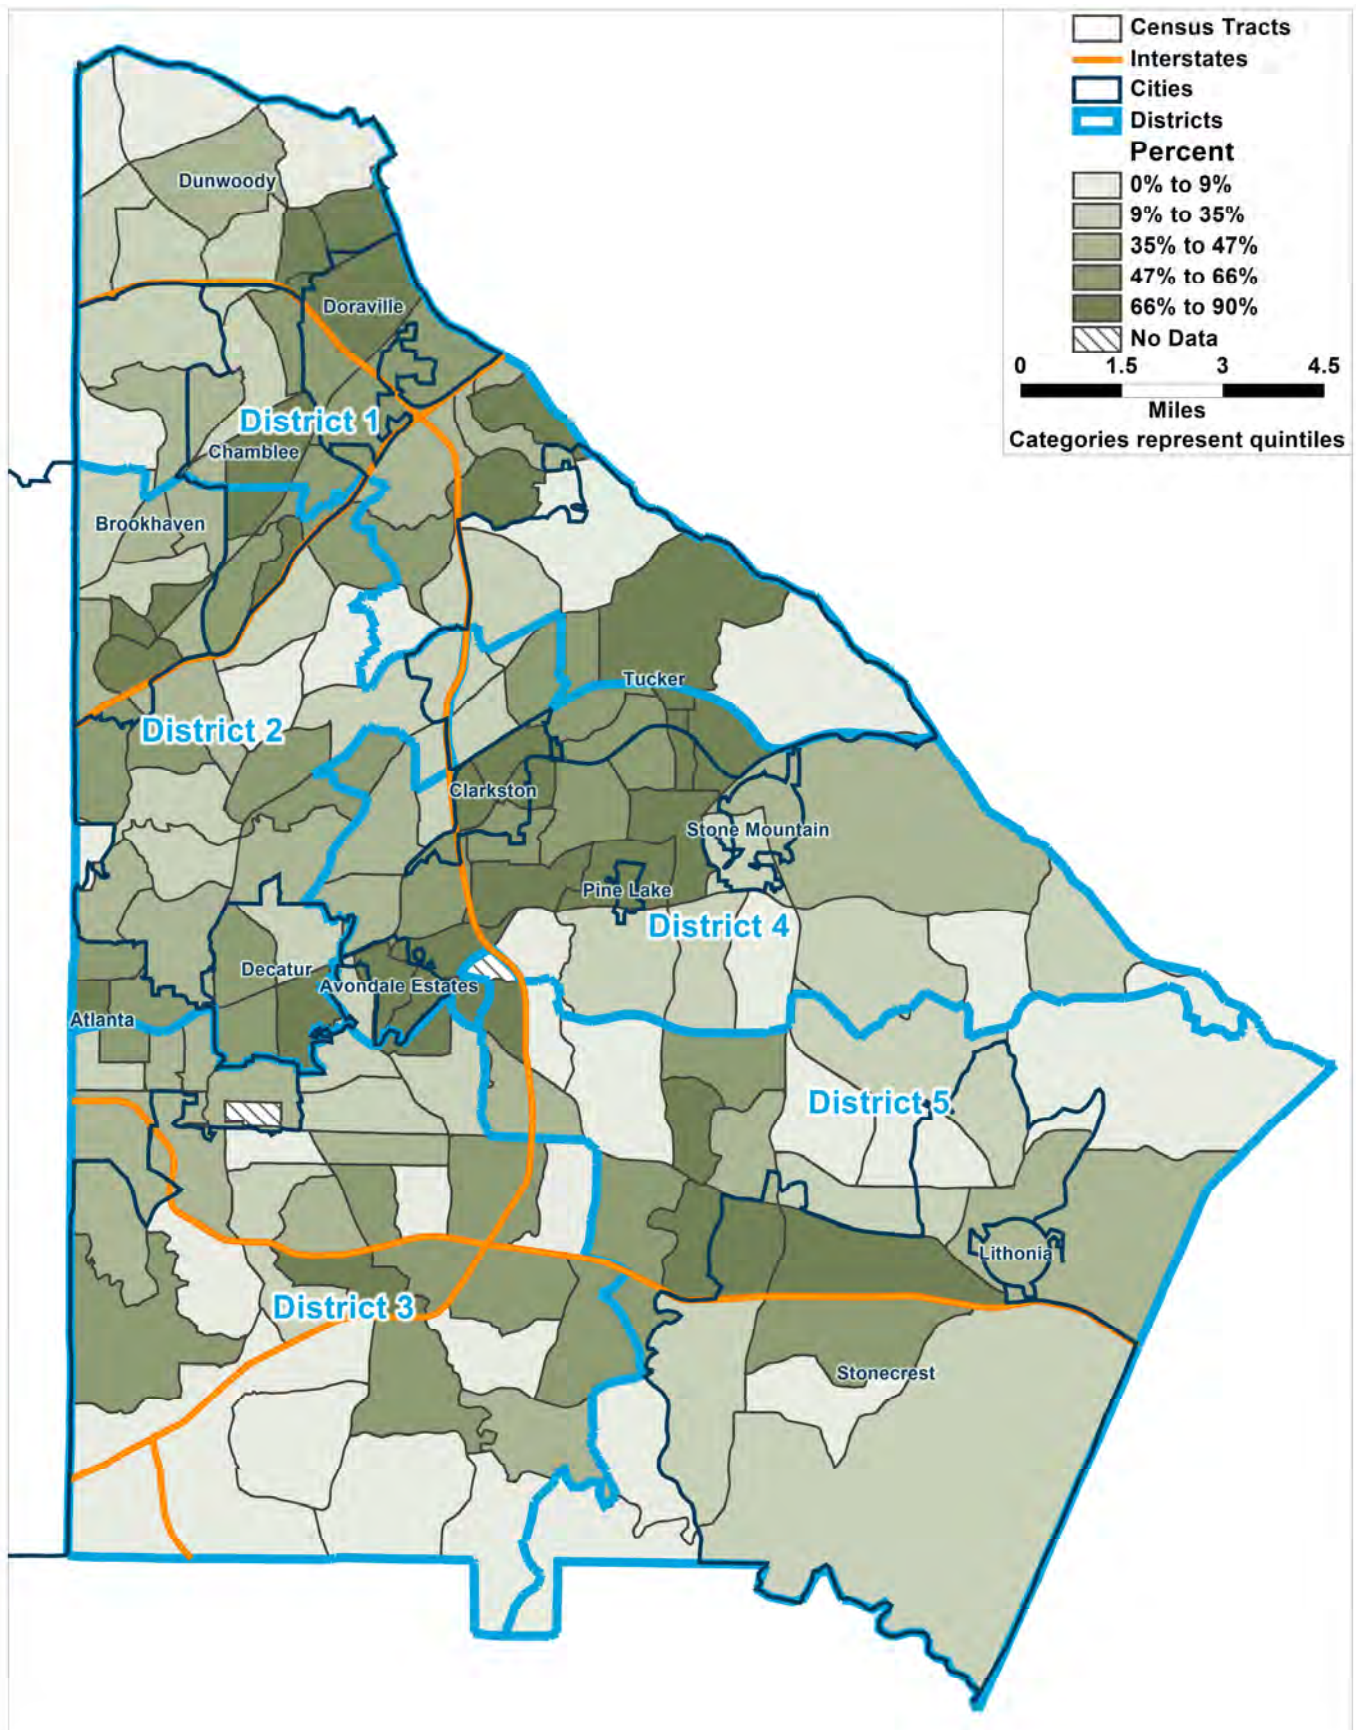 Census Tracts
Interstates
Cities
Districts
Percent
0% to 9%
9% to 35%
35% to 47%
47% to 66%
66% to 90%
No Data
0 1.5 3 4.5
Miles
Categories represent quintiles
Dunwoody
Doraville
District 1
Chamblee
Brookhaven
Tucker
District 2
Clarkston
Stone Mountain
Pine Lake
District 4
Decatur
Avondale Estates
Atlanta
District 5
Lithonia
District 3
Stonecrest